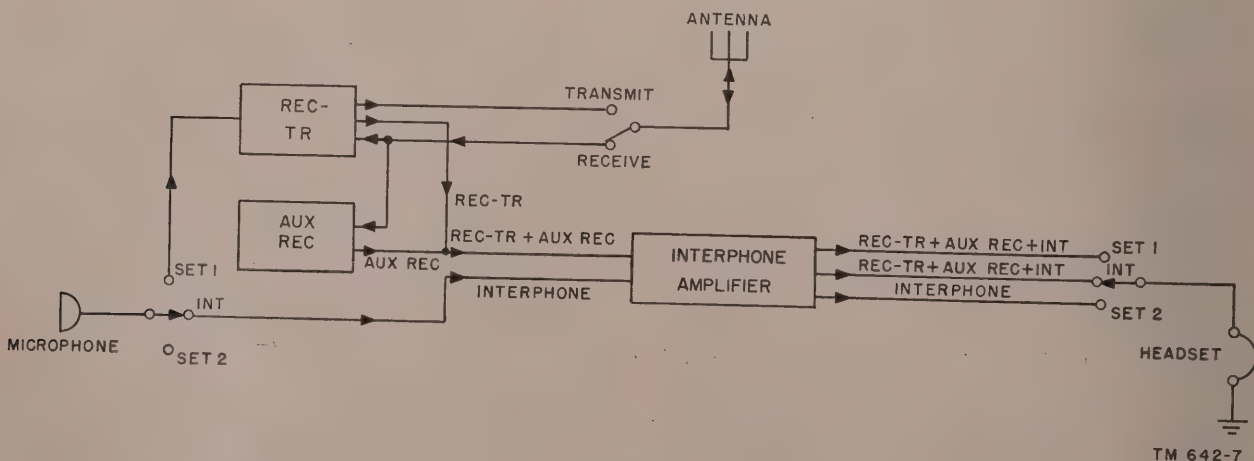 ANTENNA
TRANSMIT
REC-
TR
RECEIVE
REC-TR
AUX
REC
AUX REC
REC-TR + AUX REC
INTERPHONE
INTERPHONE
AMPLIFIER
REC-TR+AUX REC+INT
SET 1
REC-TR+AUX REC+INT
INT
INTERPHONE
SET 2
SET 1
INT
MICROPHONE
SET 2
HEADSET
TM 642-7